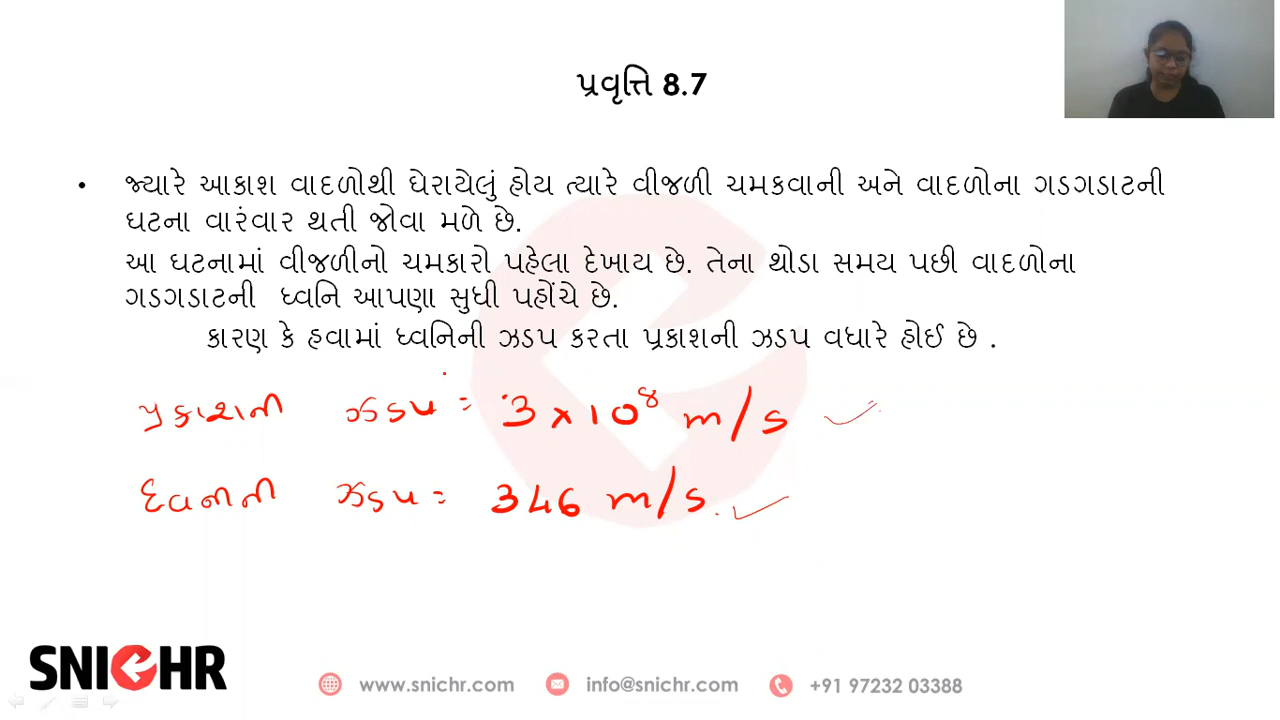 પ્રવૃત્તિ 8.7
• જ્યારે આકાશ વાદળોથી ઘેરાયેલું હોય ત્યારે વીજળી ચમકવાની અને વાદળોના ગડગડાટની
ઘટના વારંવાર થતી જોવા મળે છે.
આ ઘટનામાં વીજળીનો ચમકારો પહેલા દેખાય છે. તેના થોડા સમય પછી વાદળોના
ગડગડાટની ધ્વનિ આપણા સુધી પહોંચે છે.
કારણ કે હવામાં ધ્વનિની ઝડપ કરતા પ્રકાશની ઝડપ વધારે હોઈ છે .
પ્રકાશની ઝડપ = 3 x 10⁸ m/s
ધ્વનીની ઝડપ = 346 m/s.
SNICHR
www.snichr.com info@snichr.com +91 97232 03388